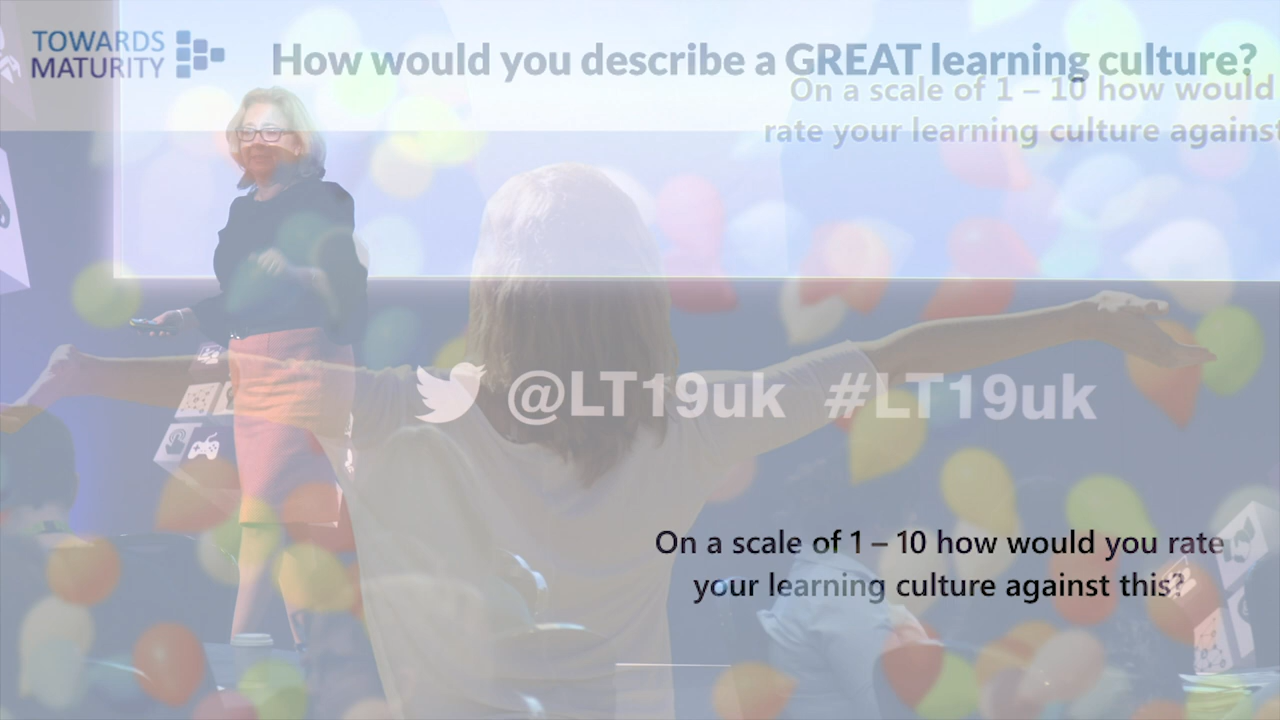 TOWARDS
MATURITY
How would you describe a GREAT learning culture?
On a scale of 1 – 10 how would
rate your learning culture against
@LT19uk #LT19uk
On a scale of 1 – 10 how would you rate
your learning culture against this?